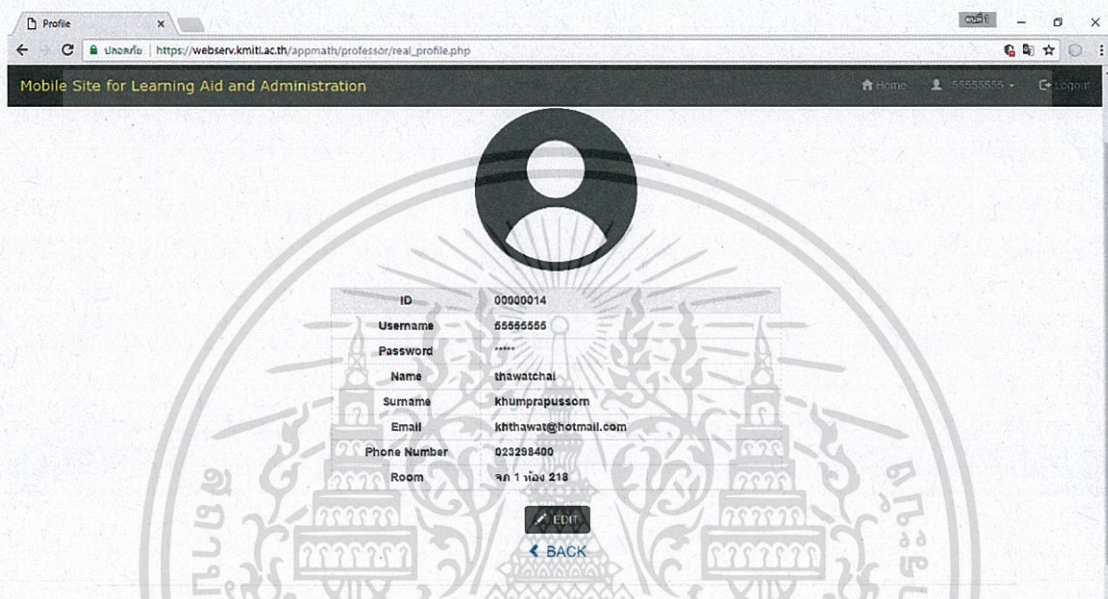 Profile
ปลอดภัย | https://webserv.kmitl.ac.th/appmath/professor/real_profile.php
Mobile Site for Learning Aid and Administration Home 55555555 Logout
ID 00000014
Username 55555555
Password *****
Name thawatchai
Surname khumprapussorn
Email khthawat@hotmail.com
Phone Number 023298400
Room จภ 1 ห้อง 218
EDIT
BACK